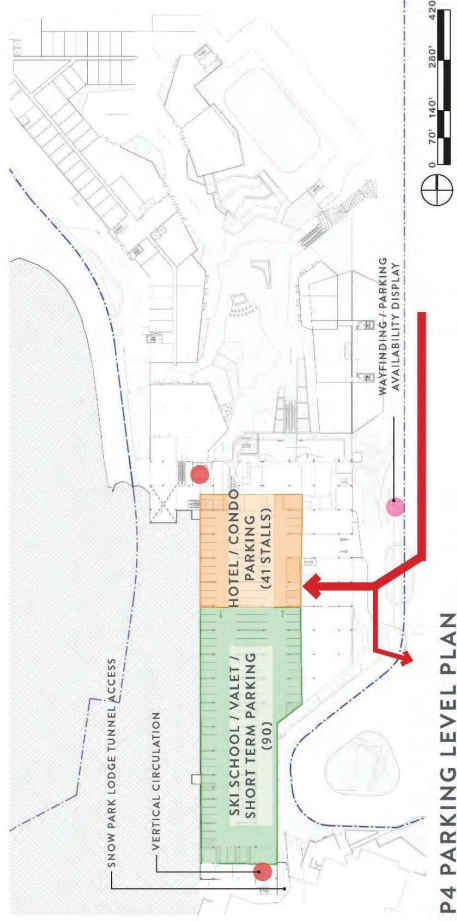 SNOW PARK LODGE TUNNEL ACCESS
VERTICAL CIRCULATION
SKI SCHOOL / VALET /
SHORT TERM PARKING
(90)
HOTEL / CONDO
PARKING
(41 STALLS)
WAYFINDING / PARKING
AVAILABILITY DISPLAY
0 70' 140' 280' 420
P4 PARKING LEVEL PLAN